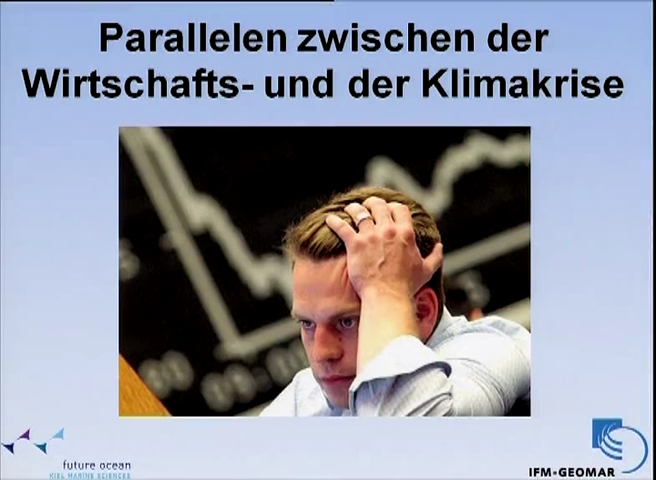 Parallelen zwischen der
Wirtschafts- und der Klimakrise
future ocean
KIEL MARINE SCIENCES
IFM-GEOMAR